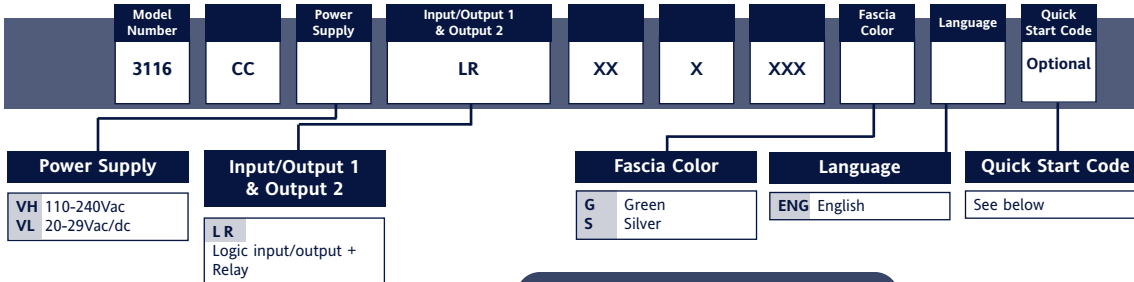 Model
Number
Power
Supply
Input/Output 1
& Output 2
Fascia
Color
Language
Quick
Start Code
3116
CC
LR
XX
X
XXX
Optional
Power Supply
VH 110-240Vac
VL 20-29Vac/dc
Input/Output 1
& Output 2
L R
Logic input/output +
Relay
Fascia Color
G Green
S Silver
Language
ENG English
Quick Start Code
See below